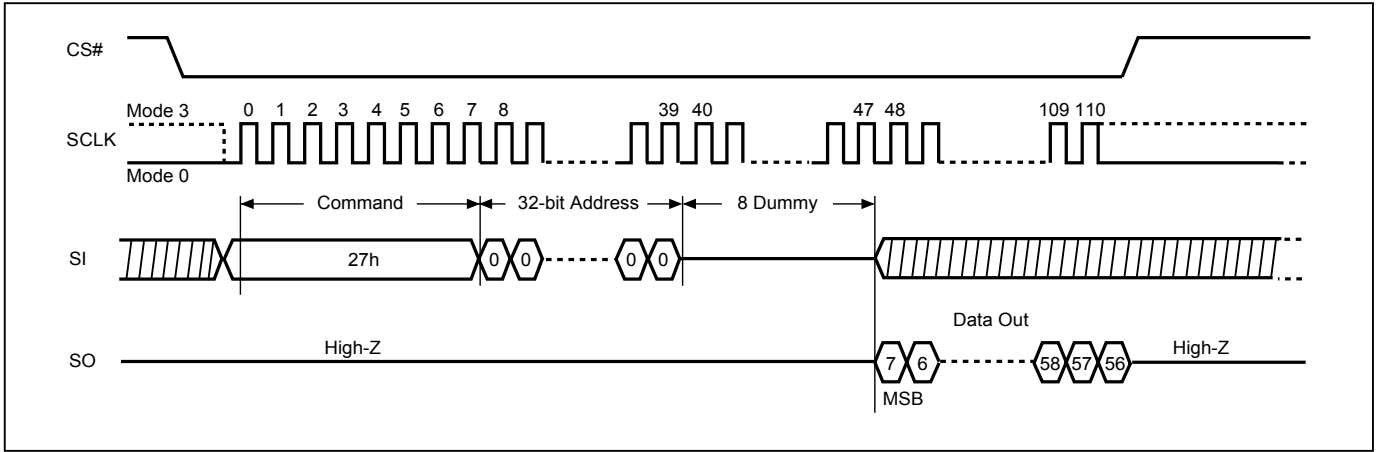 CS#
Mode 3
0 1 2 3 4 5 6 7 8 39 40 47 48 109 110
SCLK
Mode 0
Command 32-bit Address 8 Dummy
SI
27h 0 0 0 0
Data Out
SO
High-Z
7 6 58 57 56
High-Z
MSB